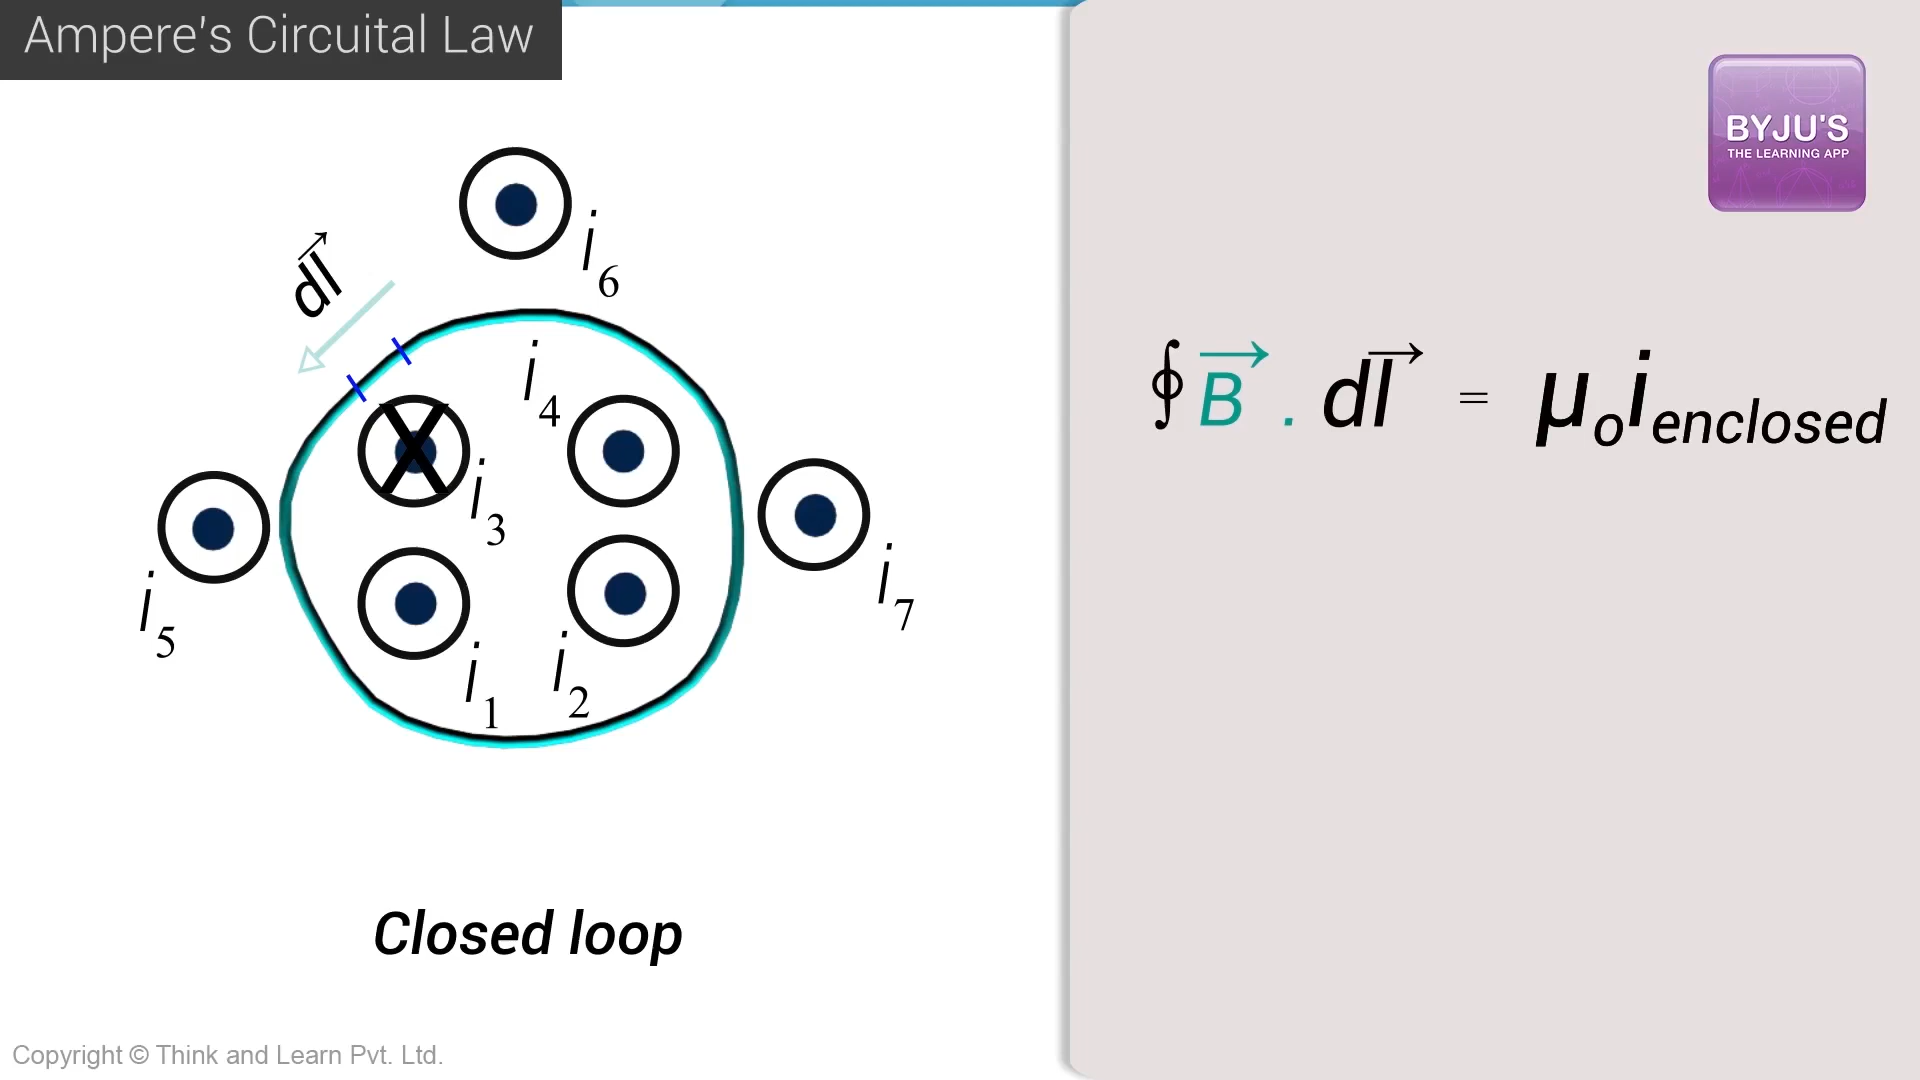 Ampere's Circuital Law
BYJU'S
THE LEARNING APP
i6
dl
i4
∮ B . dl = μoienclosed
i3
i5
i7
i1
i2
Closed loop
Copyright © Think and Learn Pvt. Ltd.